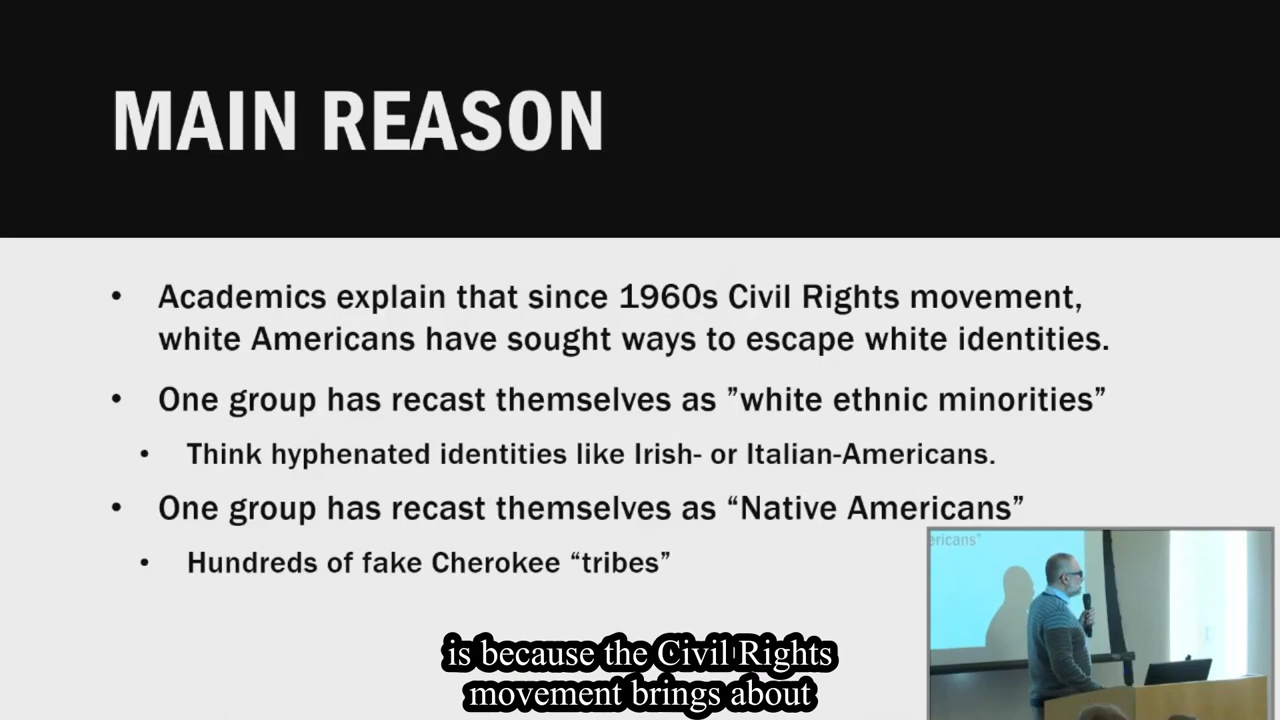 MAIN REASON
• Academics explain that since 1960s Civil Rights movement,
white Americans have sought ways to escape white identities.
• One group has recast themselves as ”white ethnic minorities”
• Think hyphenated identities like Irish- or Italian-Americans.
• One group has recast themselves as “Native Americans”
• Hundreds of fake Cherokee “tribes”
ericans”
is because the Civil Rights
movement brings about